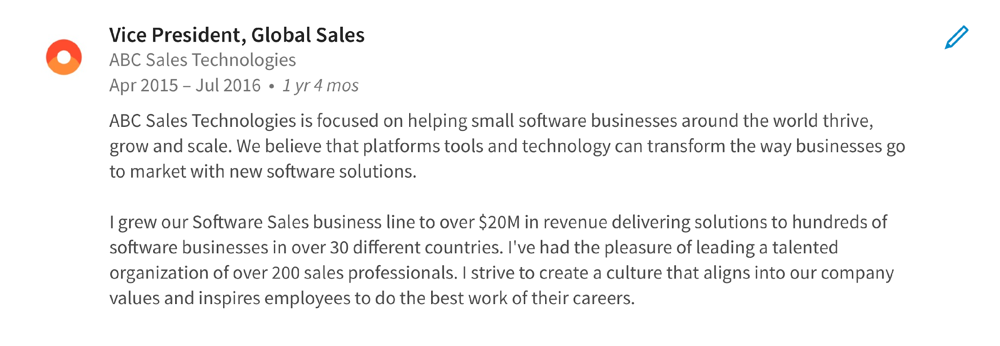 Vice President, Global Sales
ABC Sales Technologies
Apr 2015 – Jul 2016 • 1 yr 4 mos
ABC Sales Technologies is focused on helping small software businesses around the world thrive,
grow and scale. We believe that platforms tools and technology can transform the way businesses go
to market with new software solutions.
I grew our Software Sales business line to over $20M in revenue delivering solutions to hundreds of
software businesses in over 30 different countries. I've had the pleasure of leading a talented
organization of over 200 sales professionals. I strive to create a culture that aligns into our company
values and inspires employees to do the best work of their careers.